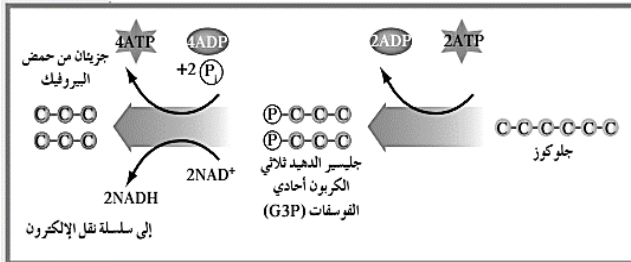 4ATP
4ADP
+2 Pi
2ADP
2ATP
جزيئان من حمض
البيروفيك
C-C-C
C-C-C
P-C-C-C
P-C-C-C
C-C-C-C-C-C
جلوكوز
جليسير الدهيد ثلاثي
الكربون أحادي
الفوسفات (G3P)
2NAD+
2NADH
إلى سلسلة نقل الإلكترون